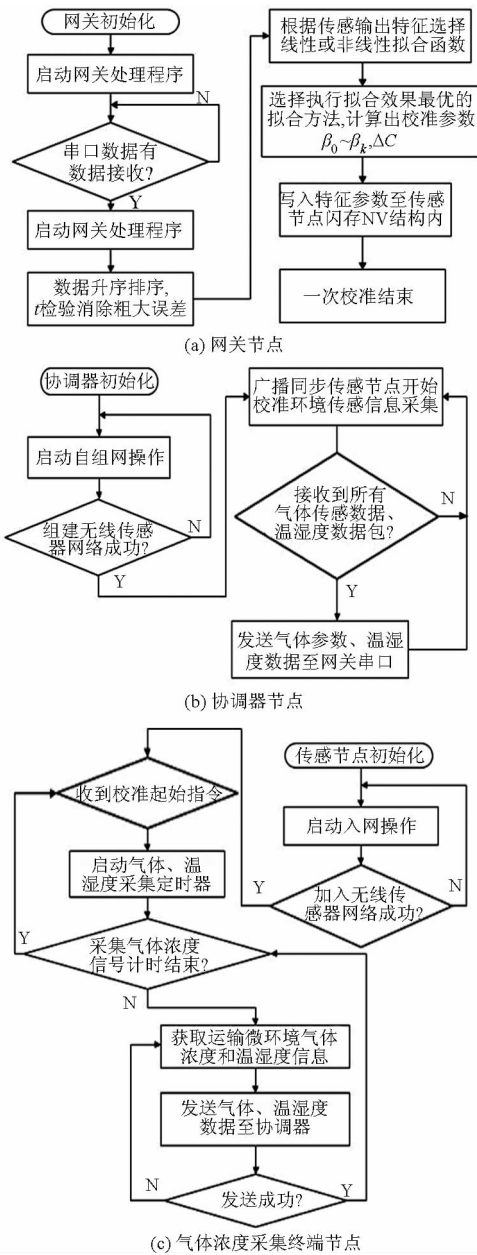 网关初始化
启动网关处理程序
N
串口数据有
数据接收?
Y
启动网关处理程序
数据升序排序,
t检验消除粗大误差
根据传感输出特征选择
线性或非线性拟合函数
选择执行拟合效果最优的
拟合方法,计算出校准参数
β0~βk,ΔC
写入特征参数至传感
节点闪存NV结构内
一次校准结束
(a) 网关节点
协调器初始化
启动自组网操作
组建无线传感
器网络成功?
N
Y
广播同步传感节点开始
校准环境传感信息采集
接收到所有
气体传感数据、
温湿度数据包?
N
Y
发送气体参数、温湿
度数据至网关串口
(b) 协调器节点
传感节点初始化
启动入网操作
加入无线传
感器网络成功?
Y
N
收到校准起始指令
启动气体、温
湿度采集定时器
采集气体浓度
信号计时结束?
Y
N
获取运输微环境气体
浓度和温湿度信息
发送气体、温湿度
数据至协调器
发送成功?
N
Y
(c) 气体浓度采集终端节点